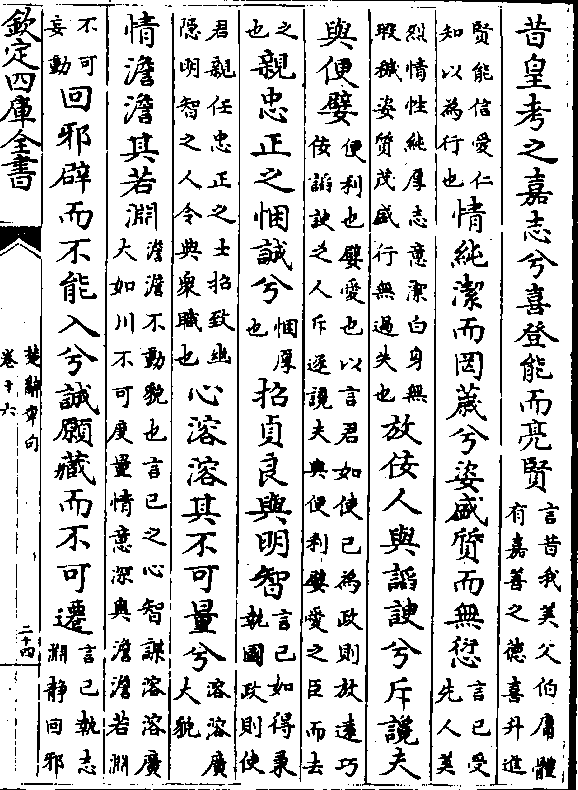 昔皇考之嘉志兮喜登能而亮賢
言昔我美父伯庸體
有嘉善之德喜升進
賢能信愛仁
知以為行也
情純潔而罔薉兮姿盛質而無愆
言已受
先人美
烈情性純厚志意潔白身無
瑕穢姿質茂盛行無過失也
放佞人與謟諛兮斥讒夫
與便嬖
便利也嬖愛也以言君如使已為政則放遠巧
佞謟諛之人斥逐讒夫與便利嬖愛之臣而去
之
也
親忠正之悃誠兮
悃厚
也
招貞良與明智
言已如得秉
執國政則使
君親任忠正之士招致幽
隠明智之人令典衆職也
心溶溶其不可量兮
溶溶廣
大貌
情澹澹其若淵
澹澹不動貌也言已之心智謀溶溶廣
大如川不可度量情意深奥澹澹若淵
不可
妄動
回邪辟而不能入兮誠願藏而不可遷
言已執志
淵静回邪
欽定四庫全書
楚辭章句
卷十六
二十四